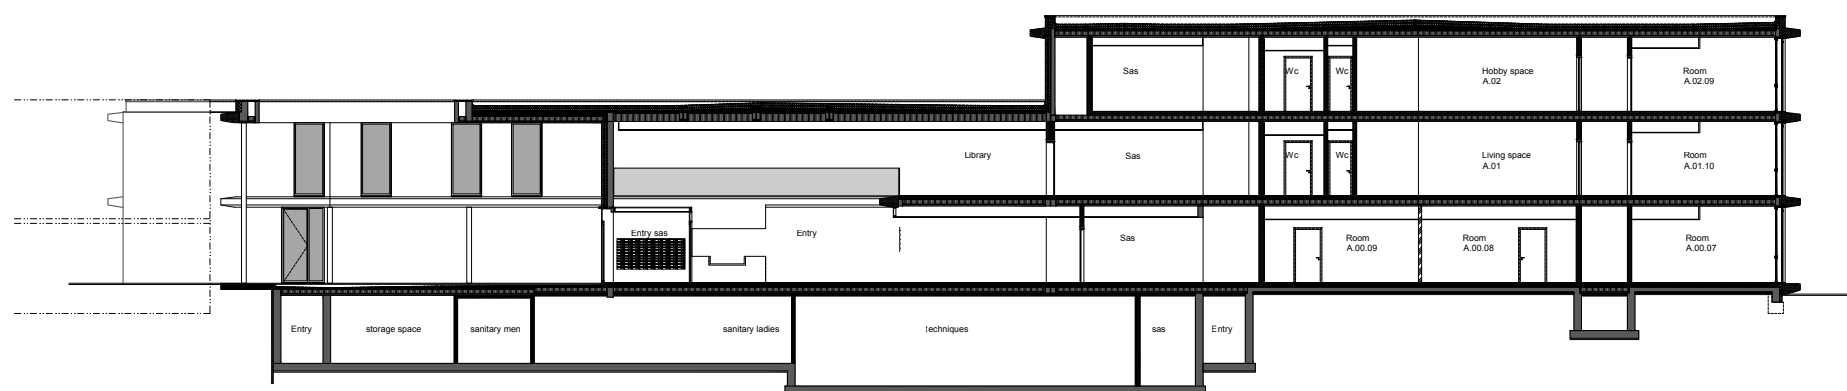 Sas
Wc
Wc
Hobby space
A.02
Room
A.02.09
Library
Sas
Wc
Wc
Living space
A.01
Room
A.01.10
Entry sas
Entry
Sas
Room
A.00.09
Room
A.00.08
Room
A.00.07
Entry
storage space
sanitary men
sanitary ladies
techniques
sas
Entry